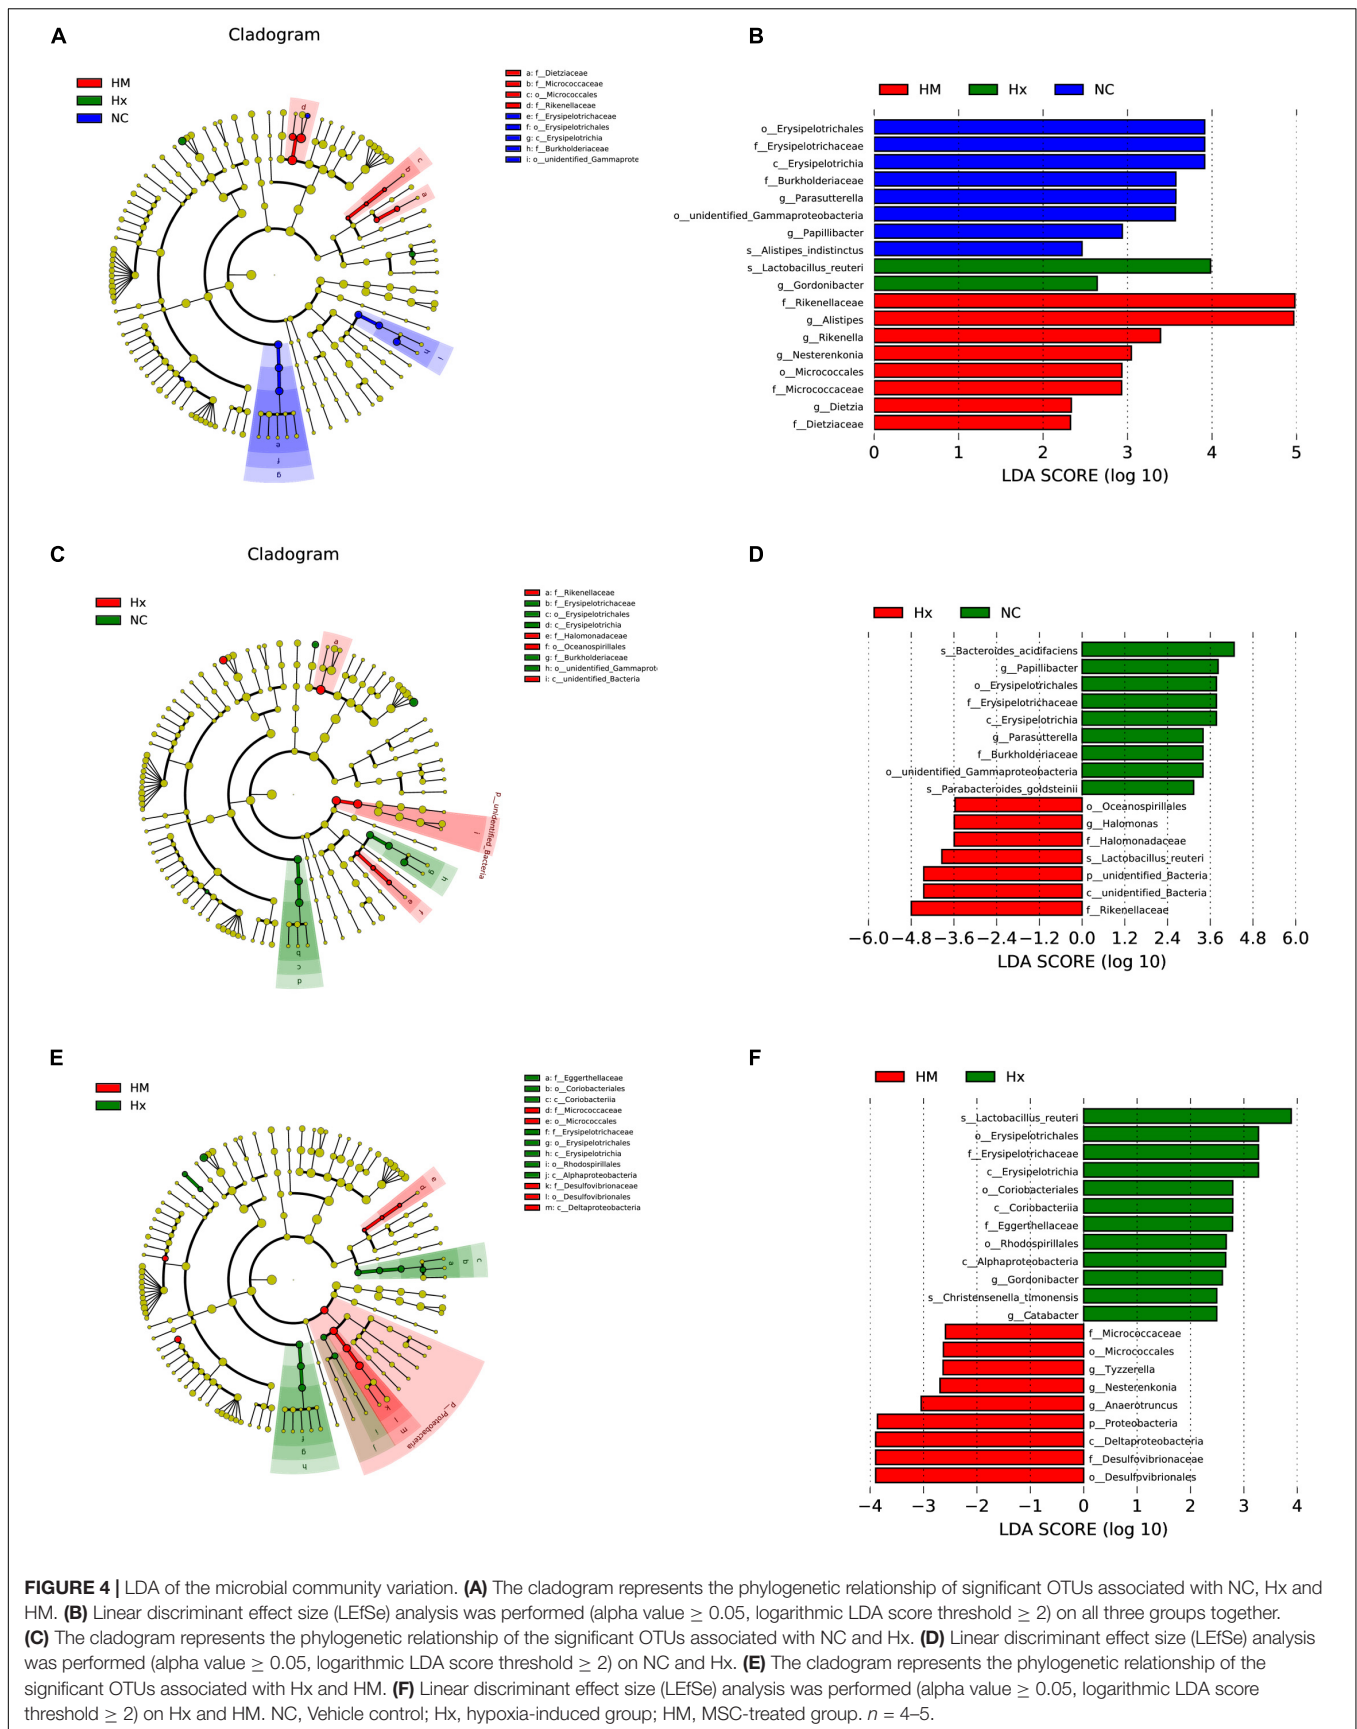 A
Cladogram
HM
Hx
NC
a: f__Dietziaceae
b: f__Micrococcaceae
c: o__Micrococcales
d: f__Rikenellaceae
e: f__Erysipelotrichaceae
f: o__Erysipelotrichales
g: c__Erysipelotrichia
h: f__Burkholderiaceae
i: o__unidentified_Gammaprote
d
c
b
a
i
h
e
f
g
B
HM
Hx
NC
o__Erysipelotrichales
f__Erysipelotrichaceae
c__Erysipelotrichia
f__Burkholderiaceae
g__Parasutterella
o__unidentified_Gammaproteobacteria
g__Papillibacter
s__Alistipes_indistinctus
s__Lactobacillus_reuteri
g__Gordonibacter
f__Rikenellaceae
g__Alistipes
g__Rikenella
g__Nesterenkonia
o__Micrococcales
f__Micrococcaceae
g__Dietzia
f__Dietziaceae
0 1 2 3 4 5
LDA SCORE (log 10)
C
Cladogram
Hx
NC
a: f__Rikenellaceae
b: f__Erysipelotrichaceae
c: o__Erysipelotrichales
d: c__Erysipelotrichia
e: f__Halomonadaceae
f: o__Oceanospirillales
g: f__Burkholderiaceae
h: o__unidentified_Gammaprot
i: c__unidentified_Bacteria
a
p__unidentified_Bacteria
i
h
g
f
e
b
c
d
D
Hx
NC
s__Bacteroides_acidifaciens
g__Papillibacter
o__Erysipelotrichales
f__Erysipelotrichaceae
c__Erysipelotrichia
g__Parasutterella
f__Burkholderiaceae
o__unidentified_Gammaproteobacteria
s__Parabacteroides_goldsteinii
o__Oceanospirillales
g__Halomonas
f__Halomonadaceae
s__Lactobacillus_reuteri
p__unidentified_Bacteria
c__unidentified_Bacteria
f__Rikenellaceae
−6.0 −4.8 −3.6 −2.4 −1.2 0.0 1.2 2.4 3.6 4.8 6.0
LDA SCORE (log 10)
E
HM
Hx
a: f__Eggerthellaceae
b: o__Coriobacteriales
c: c__Coriobacteriia
d: f__Micrococcaceae
e: o__Micrococcales
f: f__Erysipelotrichaceae
g: o__Erysipelotrichales
h: c__Erysipelotrichia
i: o__Rhodospirillales
j: c__Alphaproteobacteria
k: f__Desulfovibrionaceae
l: o__Desulfovibrionales
m: c__Deltaproteobacteria
e
d
c
b
a
p__Proteobacteria
m
l
k
i
j
f
g
h
F
HM
Hx
s__Lactobacillus_reuteri
o__Erysipelotrichales
f__Erysipelotrichaceae
c__Erysipelotrichia
o__Coriobacteriales
c__Coriobacteriia
f__Eggerthellaceae
o__Rhodospirillales
c__Alphaproteobacteria
g__Gordonibacter
s__Christensenella_timonensis
g__Catabacter
f__Micrococcaceae
o__Micrococcales
g__Tyzzerella
g__Nesterenkonia
g__Anaerotruncus
p__Proteobacteria
c__Deltaproteobacteria
f__Desulfovibrionaceae
o__Desulfovibrionales
−4 −3 −2 −1 0 1 2 3 4
LDA SCORE (log 10)
FIGURE 4 | LDA of the microbial community variation. (A) The cladogram represents the phylogenetic relationship of significant OTUs associated with NC, Hx and
HM. (B) Linear discriminant effect size (LEfSe) analysis was performed (alpha value ≥ 0.05, logarithmic LDA score threshold ≥ 2) on all three groups together.
(C) The cladogram represents the phylogenetic relationship of the significant OTUs associated with NC and Hx. (D) Linear discriminant effect size (LEfSe) analysis
was performed (alpha value ≥ 0.05, logarithmic LDA score threshold ≥ 2) on NC and Hx. (E) The cladogram represents the phylogenetic relationship of the
significant OTUs associated with Hx and HM. (F) Linear discriminant effect size (LEfSe) analysis was performed (alpha value ≥ 0.05, logarithmic LDA score
threshold ≥ 2) on Hx and HM. NC, Vehicle control; Hx, hypoxia-induced group; HM, MSC-treated group. n = 4–5.